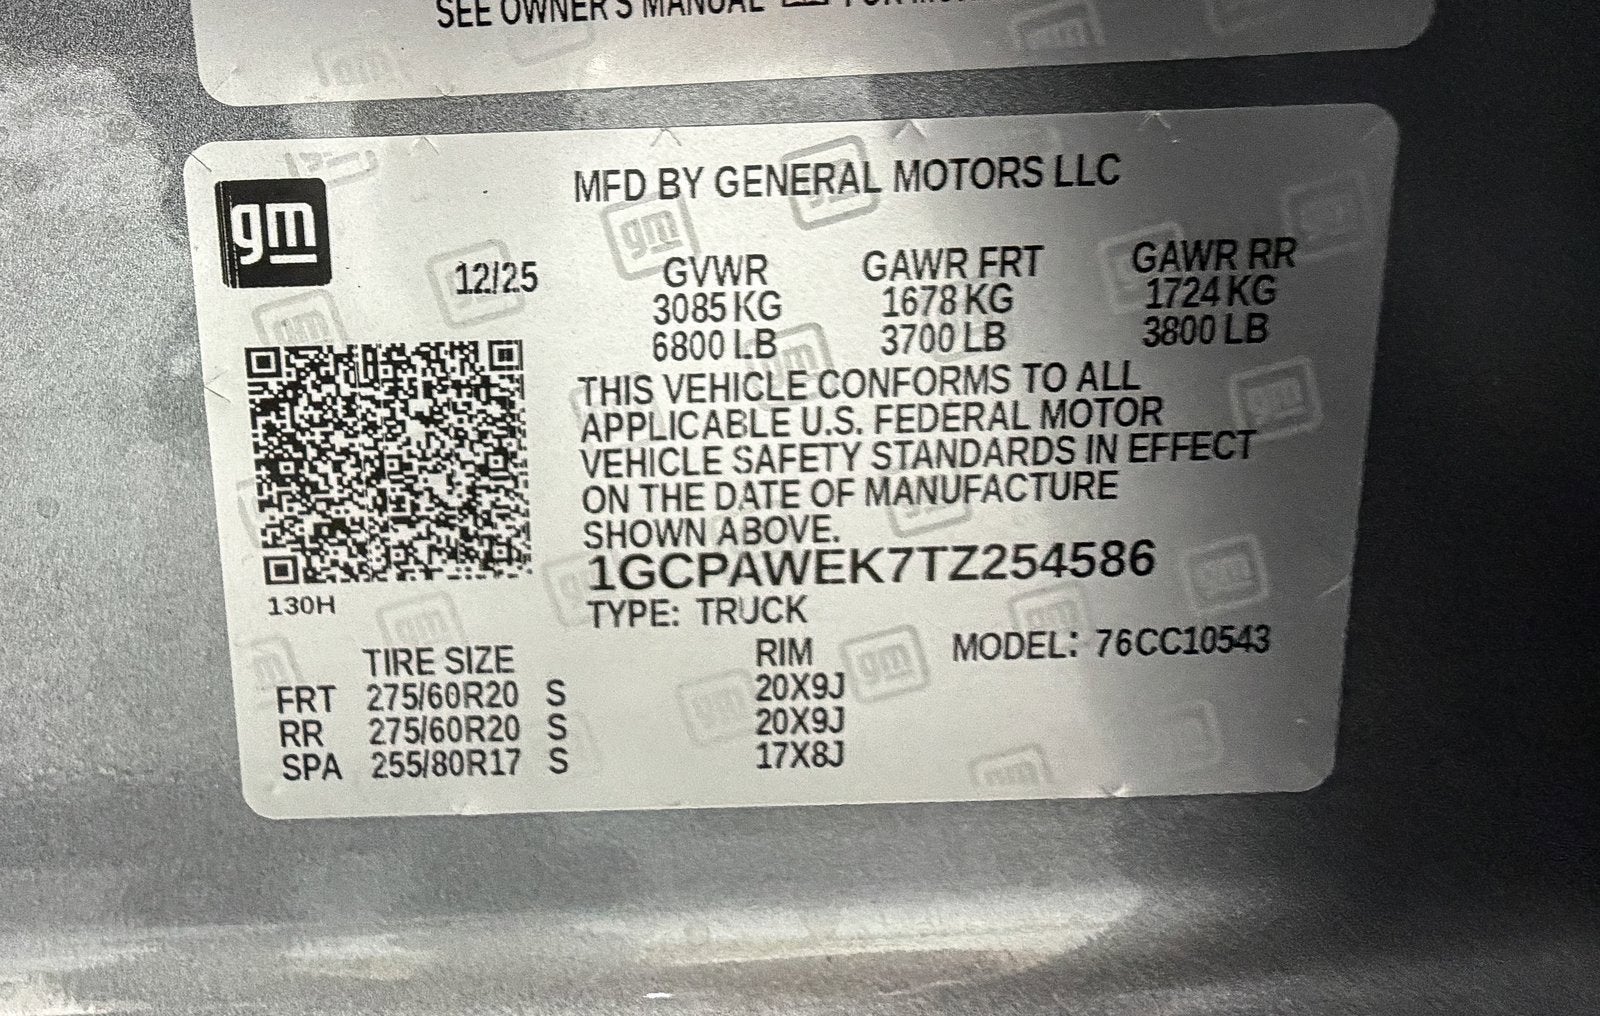 SEE OWNER'S MANUAL
gm
MFD BY GENERAL MOTORS LLC
12/25
GVWR GAWR FRT GAWR RR
3085 KG 1678 KG 1724 KG
6800 LB 3700 LB 3800 LB
THIS VEHICLE CONFORMS TO ALL
APPLICABLE U.S. FEDERAL MOTOR
VEHICLE SAFETY STANDARDS IN EFFECT
ON THE DATE OF MANUFACTURE
SHOWN ABOVE.
1GCPAWEK7TZ254586
130H
TYPE: TRUCK
TIRE SIZE RIM MODEL: 76CC10543
FRT 275/60R20 S 20X9J
RR 275/60R20 S 20X9J
SPA 255/80R17 S 17X8J